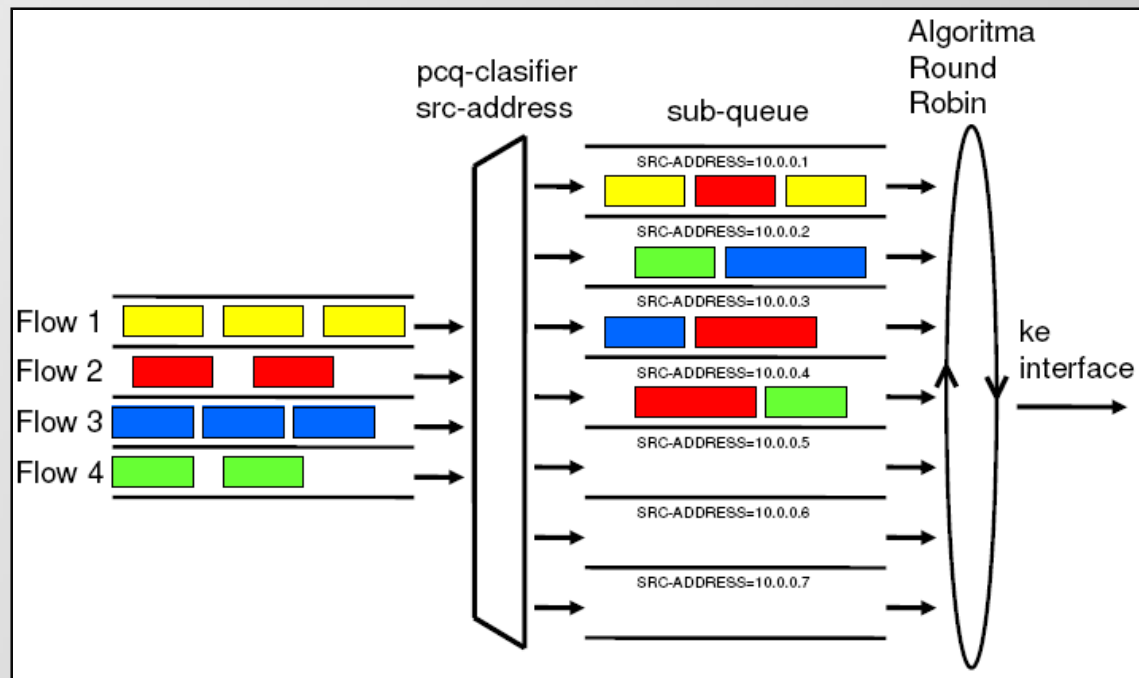 Algoritma
Round
Robin
pcq-clasifier
src-address
sub-queue
SRC-ADDRESS=10.0.0.1
SRC-ADDRESS=10.0.0.2
SRC-ADDRESS=10.0.0.3
SRC-ADDRESS=10.0.0.4
SRC-ADDRESS=10.0.0.5
SRC-ADDRESS=10.0.0.6
SRC-ADDRESS=10.0.0.7
Flow 1
Flow 2
Flow 3
Flow 4
ke
interface